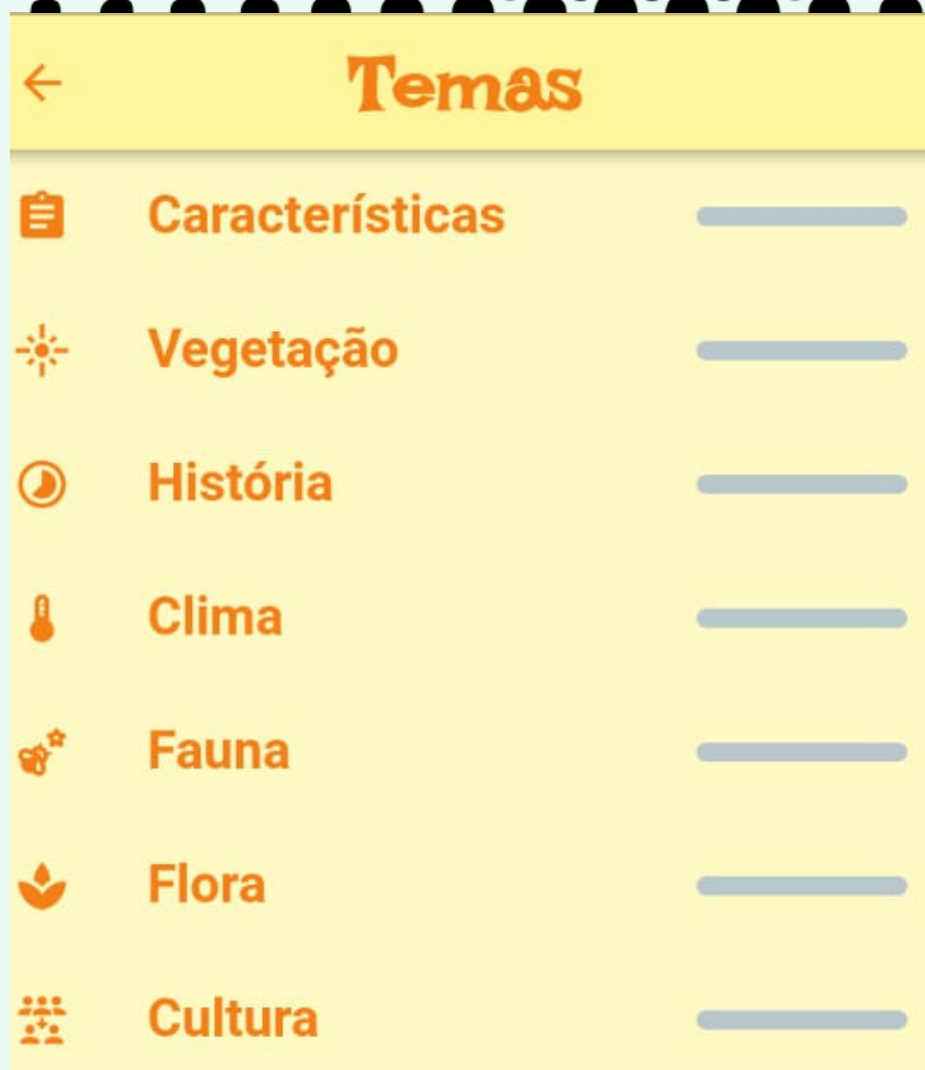 Temas
Características
Vegetação
História
Clima
Fauna
Flora
Cultura